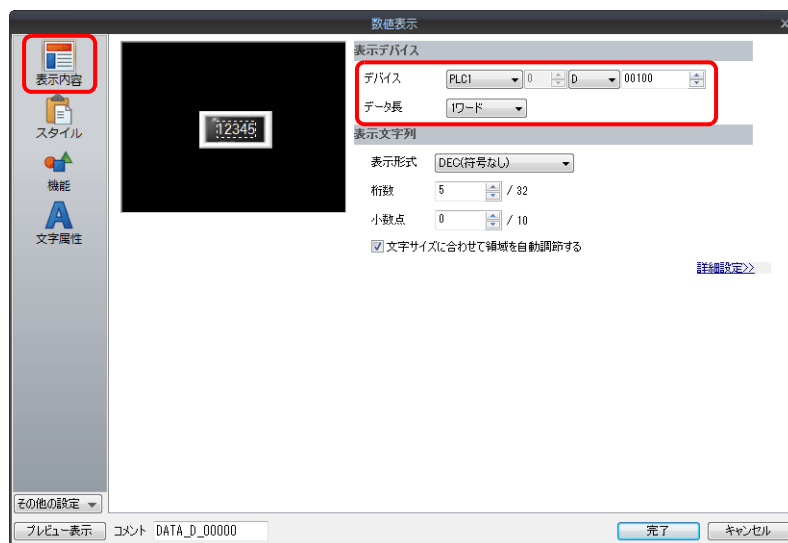 数値表示
表示内容
スタイル
機能
文字属性
12345
表示デバイス
デバイス PLC1 0 D 00100
データ長 1ワード
表示文字列
表示形式 DEC(符号なし)
桁数 5 / 32
小数点 0 / 10
文字サイズに合わせて領域を自動調節する
詳細設定>>
その他の設定
プレビュー表示 コメント DATA_D_00000 完了 キャンセル